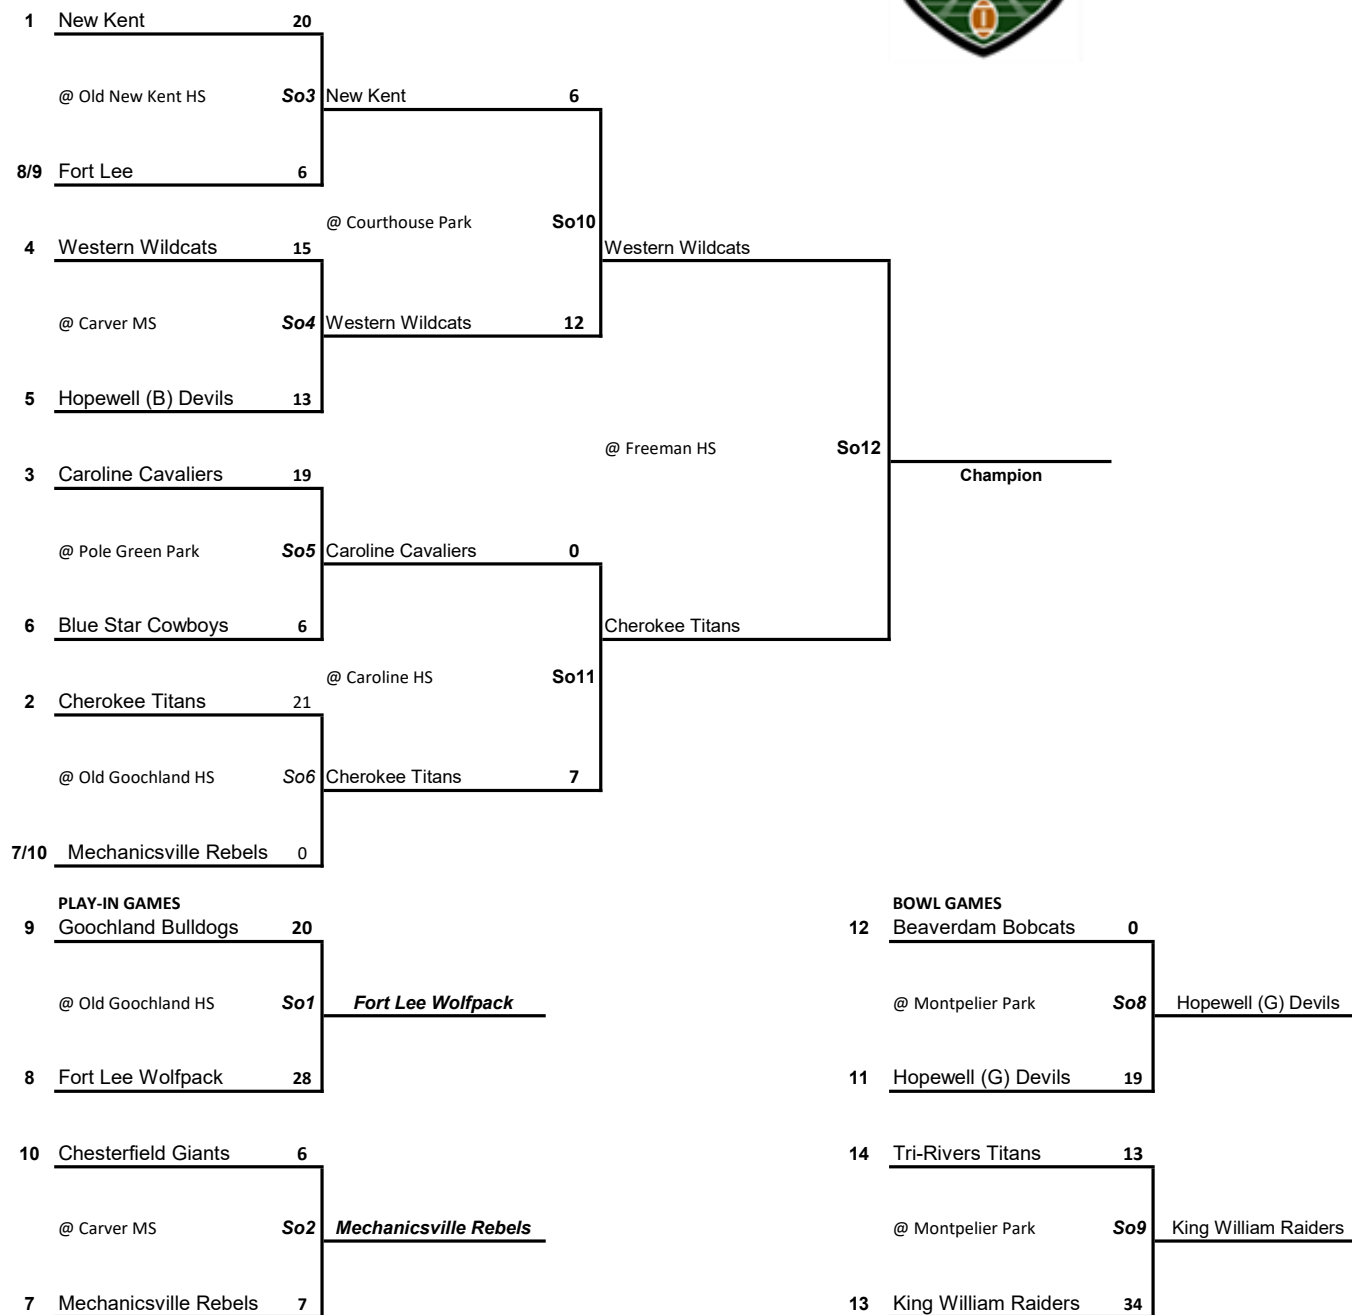 1 New Kent 20
@ Old New Kent HS So3 New Kent 6
8/9 Fort Lee 6
@ Courthouse Park So10
4 Western Wildcats 15 Western Wildcats
@ Carver MS So4 Western Wildcats 12
5 Hopewell (B) Devils 13
@ Freeman HS So12
3 Caroline Cavaliers 19 Champion
@ Pole Green Park So5 Caroline Cavaliers 0
6 Blue Star Cowboys 6 Cherokee Titans
@ Caroline HS So11
2 Cherokee Titans 21
@ Old Goochland HS So6 Cherokee Titans 7
7/10 Mechanicsville Rebels 0
PLAY-IN GAMES BOWL GAMES
9 Goochland Bulldogs 20 12 Beaverdam Bobcats 0
@ Old Goochland HS So1 Fort Lee Wolfpack @ Montpelier Park So8 Hopewell (G) Devils
8 Fort Lee Wolfpack 28 11 Hopewell (G) Devils 19
10 Chesterfield Giants 6 14 Tri-Rivers Titans 13
@ Carver MS So2 Mechanicsville Rebels @ Montpelier Park So9 King William Raiders
7 Mechanicsville Rebels 7 13 King William Raiders 34